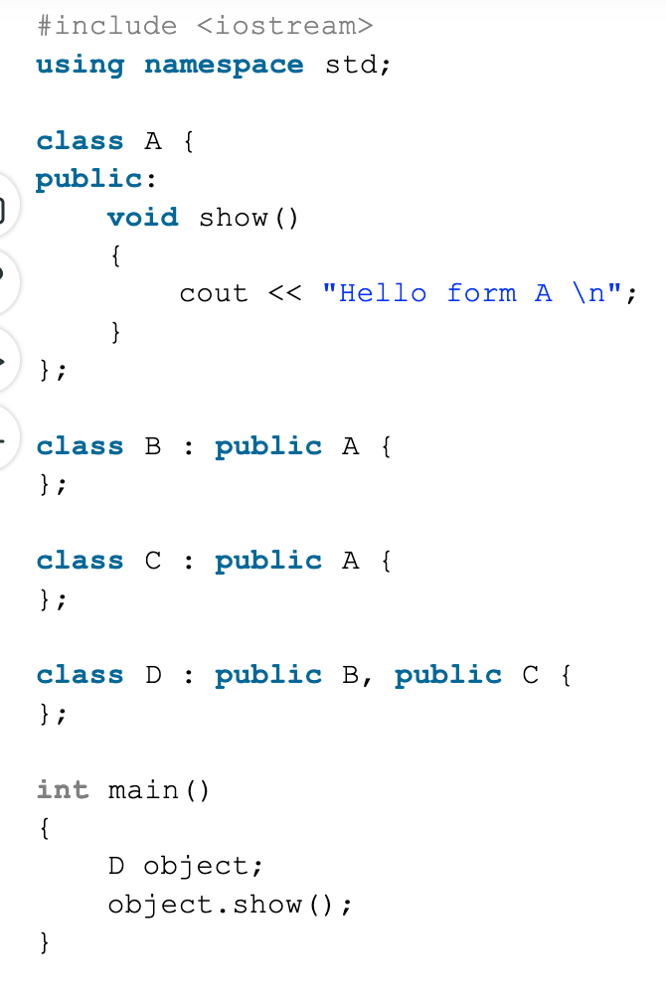 #include <iostream>
using namespace std;

class A {
public:
    void show()
    {
        cout << "Hello form A \n";
    }
};

class B : public A {
};

class C : public A {
};

class D : public B, public C {
};

int main()
{
    D object;
    object.show();
}